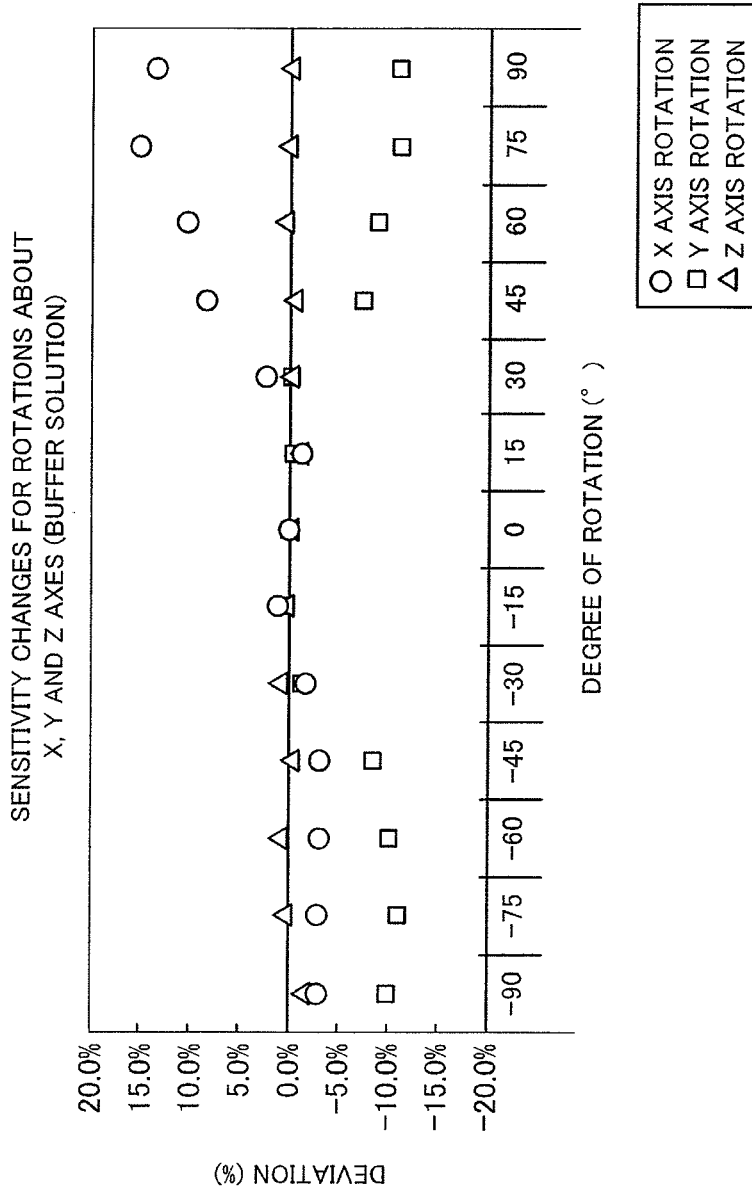 SENSITIVITY CHANGES FOR ROTATIONS ABOUT
X, Y AND Z AXES (BUFFER SOLUTION)
DEVIATION (%)
20.0%
15.0%
10.0%
5.0%
0.0%
-5.0%
-10.0%
-15.0%
-20.0%
-90 -75 -60 -45 -30 -15 0 15 30 45 60 75 90
DEGREE OF ROTATION (°)
X AXIS ROTATION
Y AXIS ROTATION
Z AXIS ROTATION